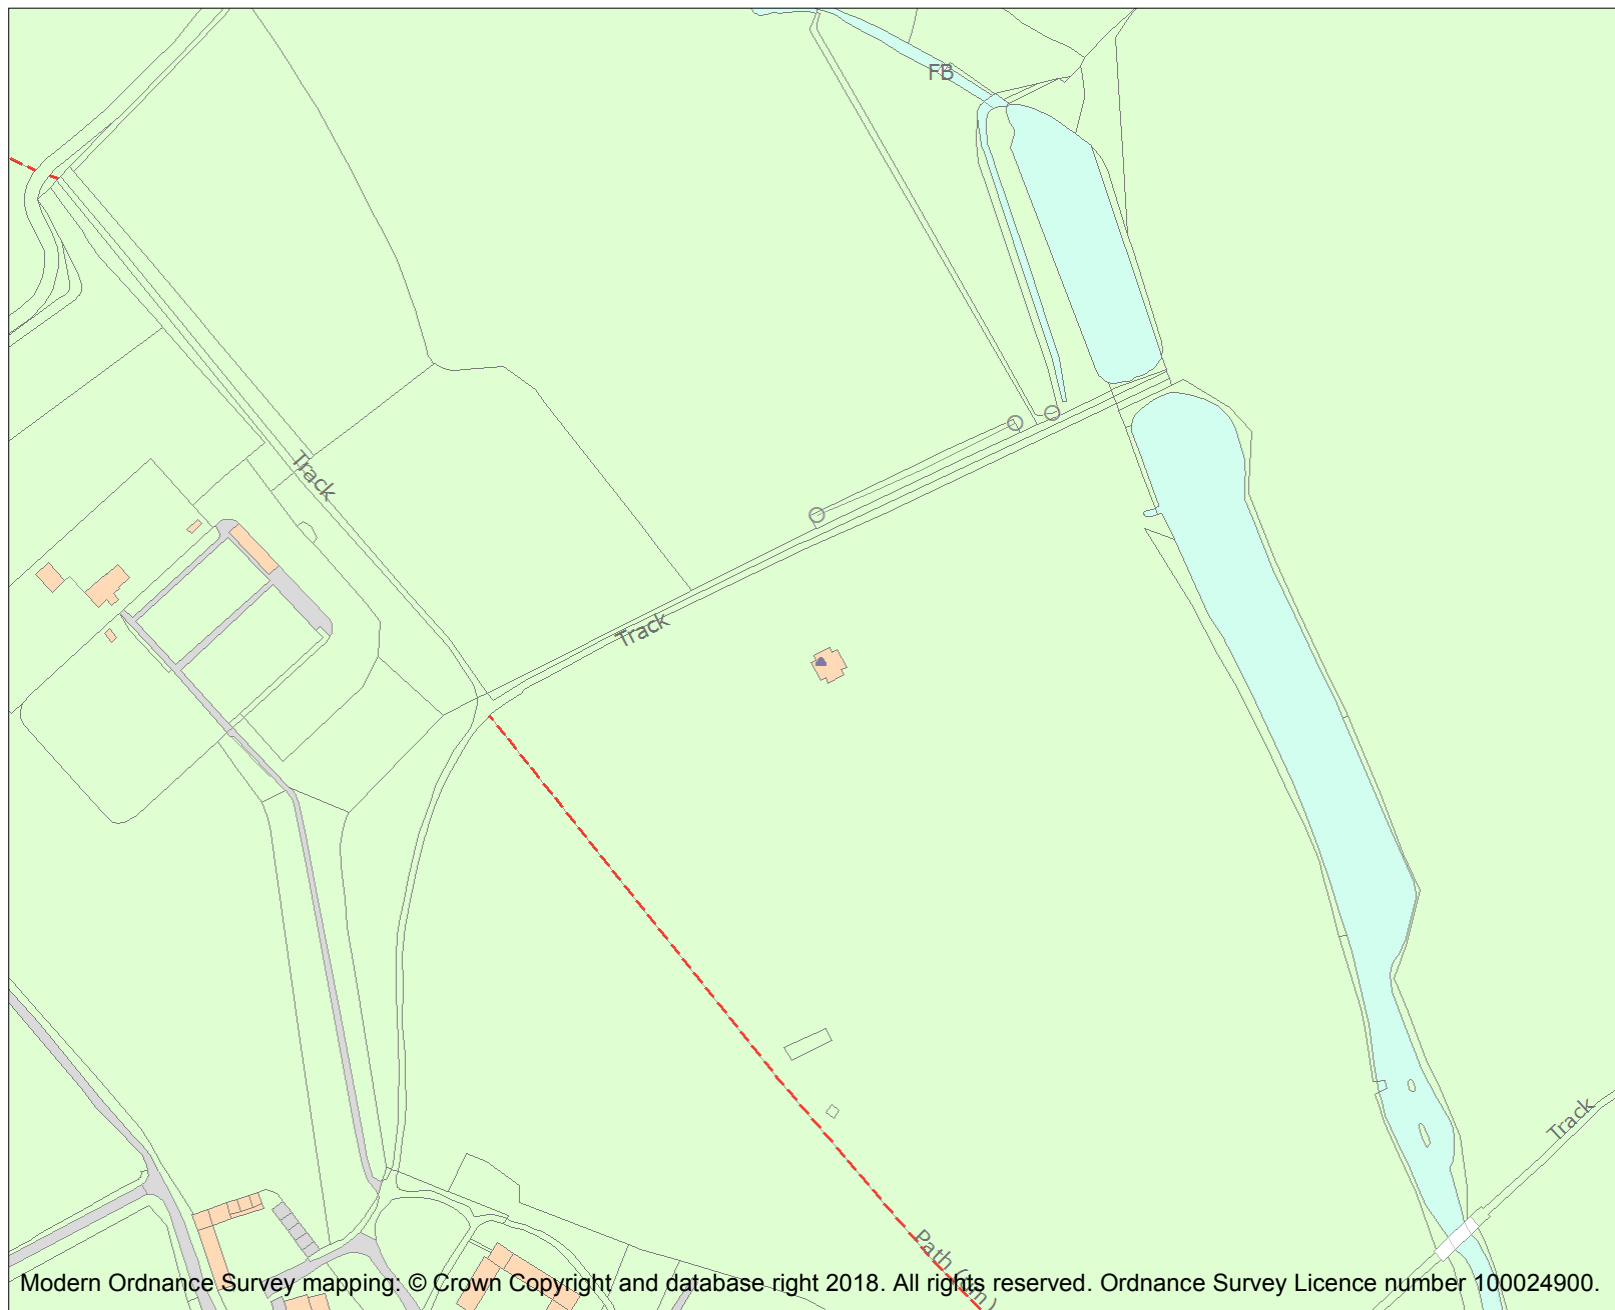 FB
Track
Track
Track
Path (um)
Modern Ordnance Survey mapping: © Crown Copyright and database right 2018. All rights reserved. Ordnance Survey Licence number 100024900.